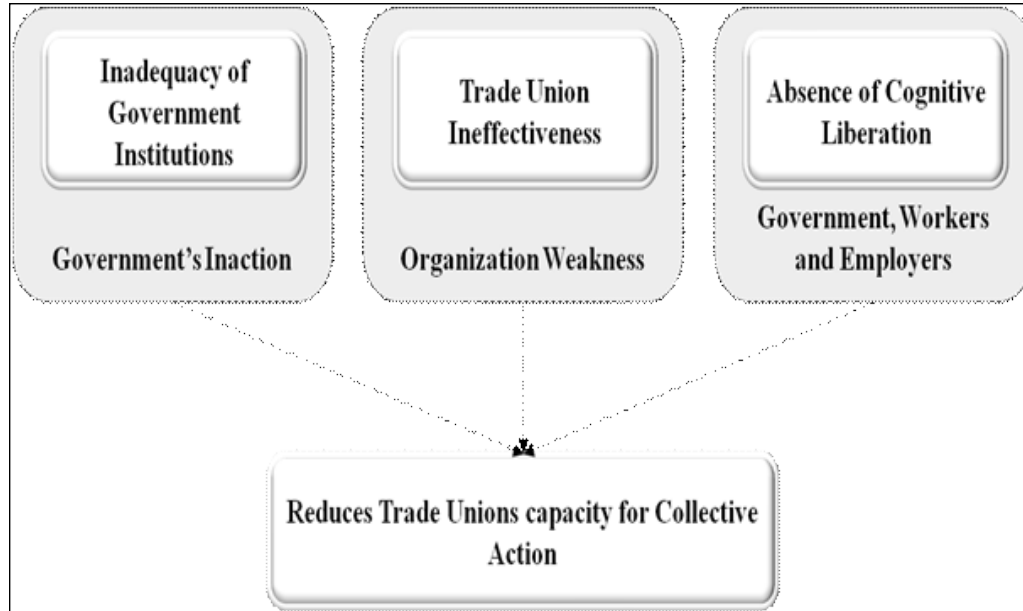 Inadequacy of
Government
Institutions
Government's Inaction
Trade Union
Ineffectiveness
Organization Weakness
Absence of Cognitive
Liberation
Government, Workers
and Employers
Reduces Trade Unions capacity for Collective
Action